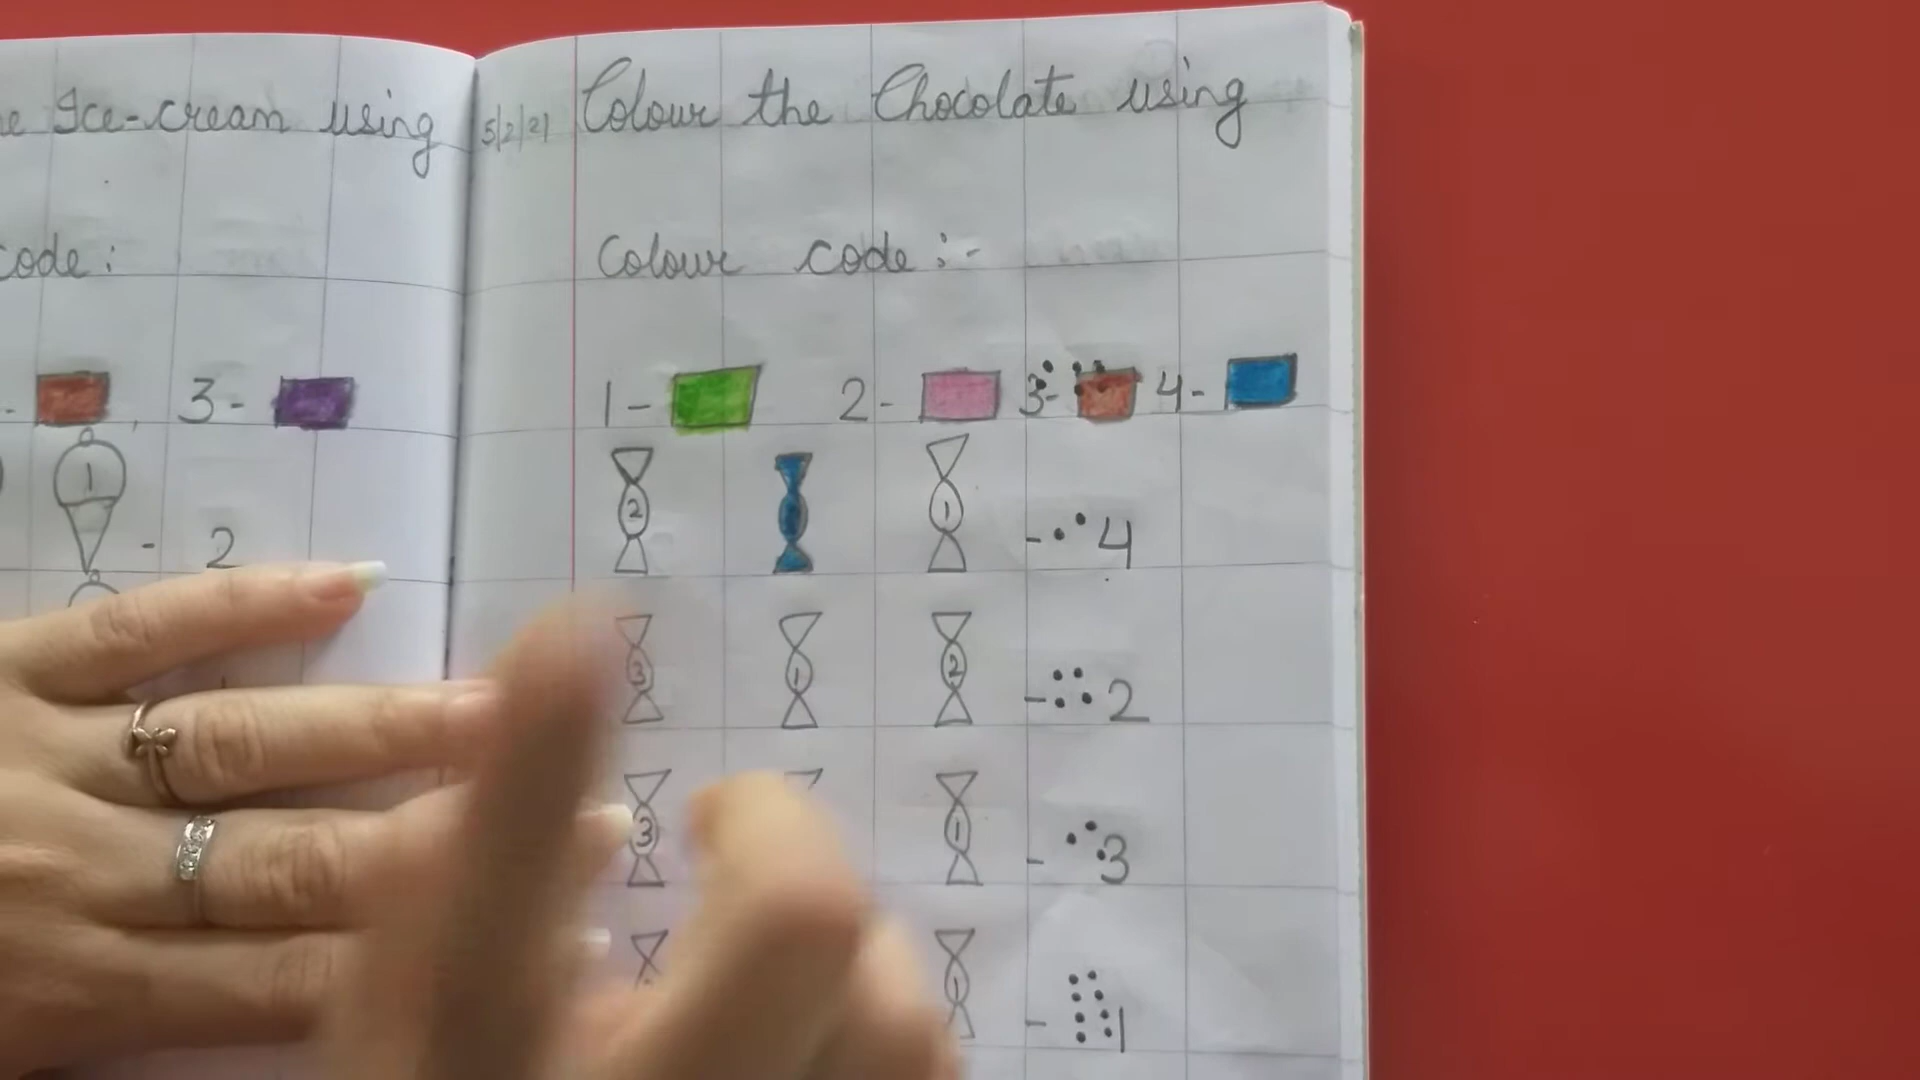 e Ice-cream using
code:
- 3-
1
- 2
5/2/21 Colour the Chocolate using
Colour code:-
1- 2- 3- 4-
2 1 - 4
3 1 2 - 2
3 1 - 3
1 - 1